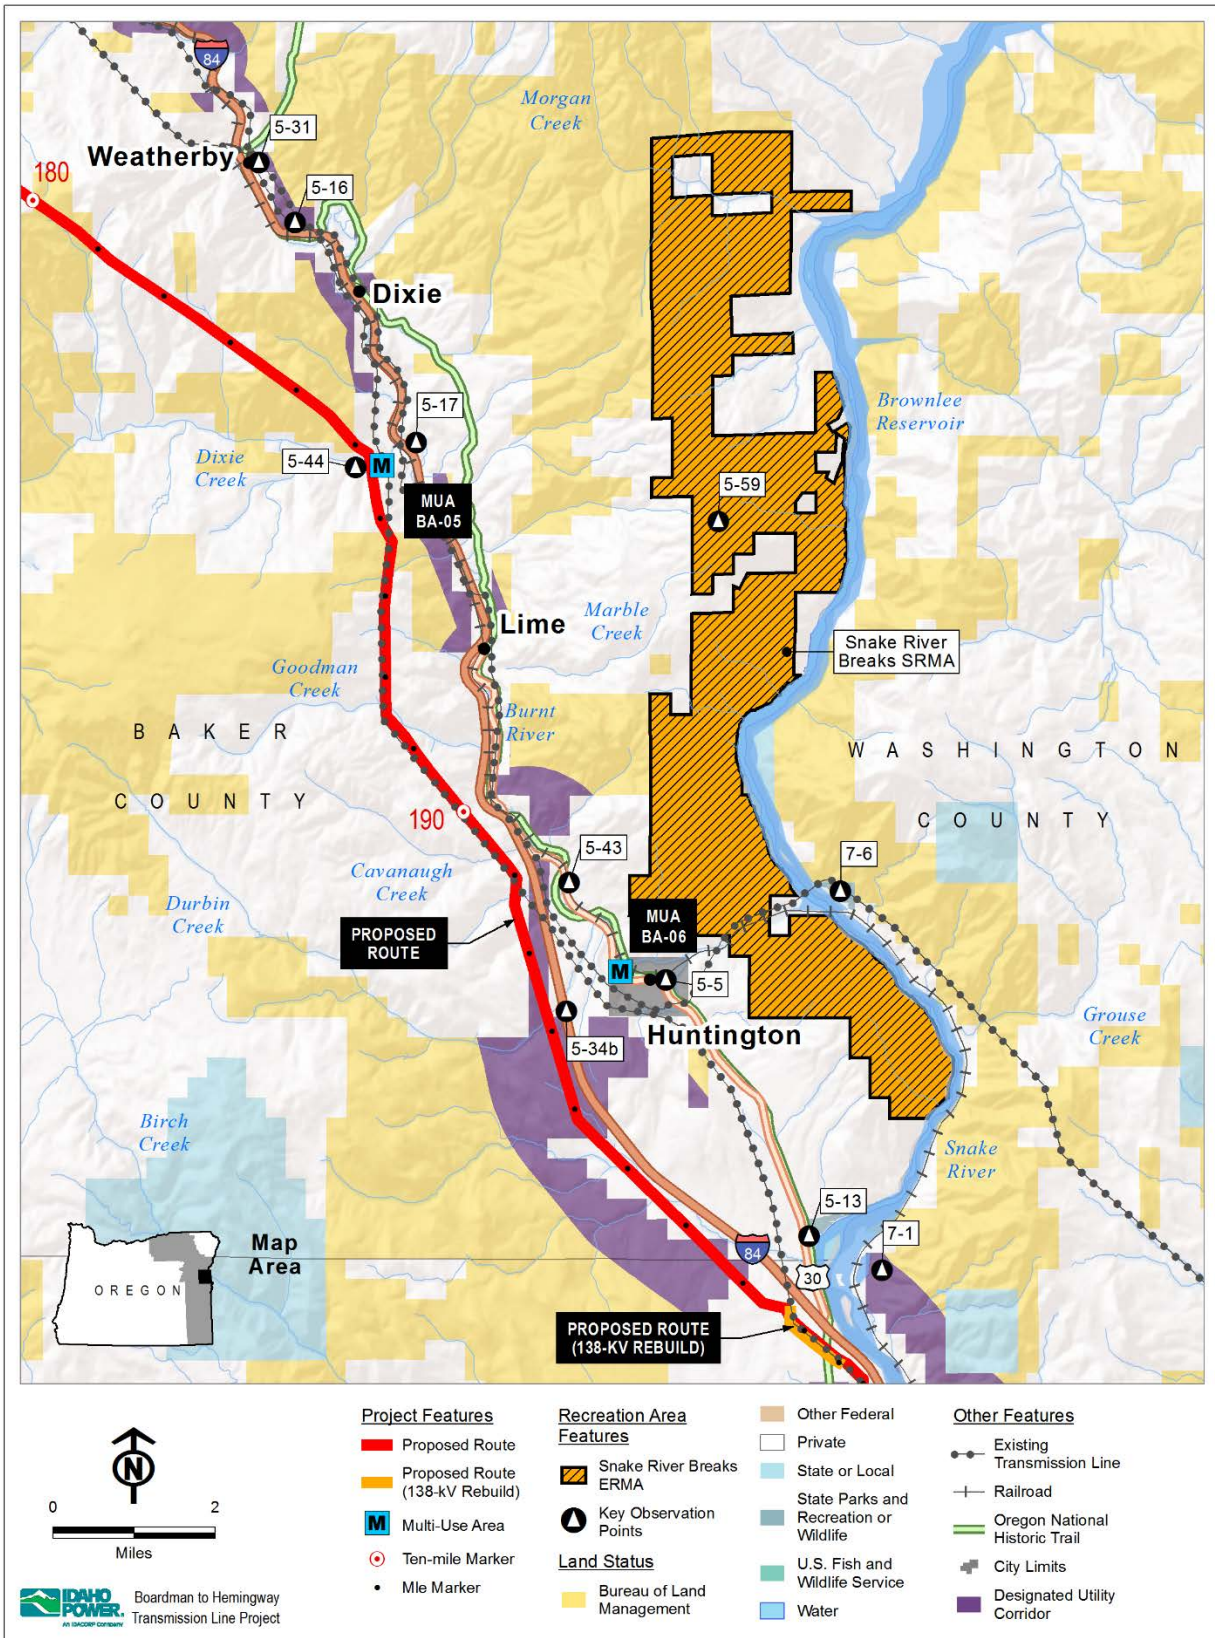 84
Morgan
Creek
5-31
Weatherby
180
5-16
Dixie
Brownlee
Reservoir
5-17
Dixie
Creek
5-44
M
5-59
MUA
BA-05
Marble
Creek
Lime
Snake River
Breaks SRMA
Goodman
Creek
Burnt
River
BAKER
COUNTY
WASHINGTON
COUNTY
190
5-43
7-6
Cavanaugh
Creek
Durbin
Creek
PROPOSED
ROUTE
MUA
BA-06
M
5-5
Grouse
Creek
Huntington
5-34b
Birch
Creek
Snake
River
5-13
7-1
84
30
Map
Area
OREGON
PROPOSED ROUTE
(138-KV REBUILD)
N
0 2
Miles
IDAHO
POWER.
AN IDACORP Company
Boardman to Hemingway
Transmission Line Project
Project Features
Proposed Route
Proposed Route
(138-kV Rebuild)
M Multi-Use Area
Ten-mile Marker
Mle Marker
Recreation Area
Features
Snake River Breaks
ERMA
Key Observation
Points
Land Status
Bureau of Land
Management
Other Federal
Private
State or Local
State Parks and
Recreation or
Wildlife
U.S. Fish and
Wildlife Service
Water
Other Features
Existing
Transmission Line
Railroad
Oregon National
Historic Trail
City Limits
Designated Utility
Corridor